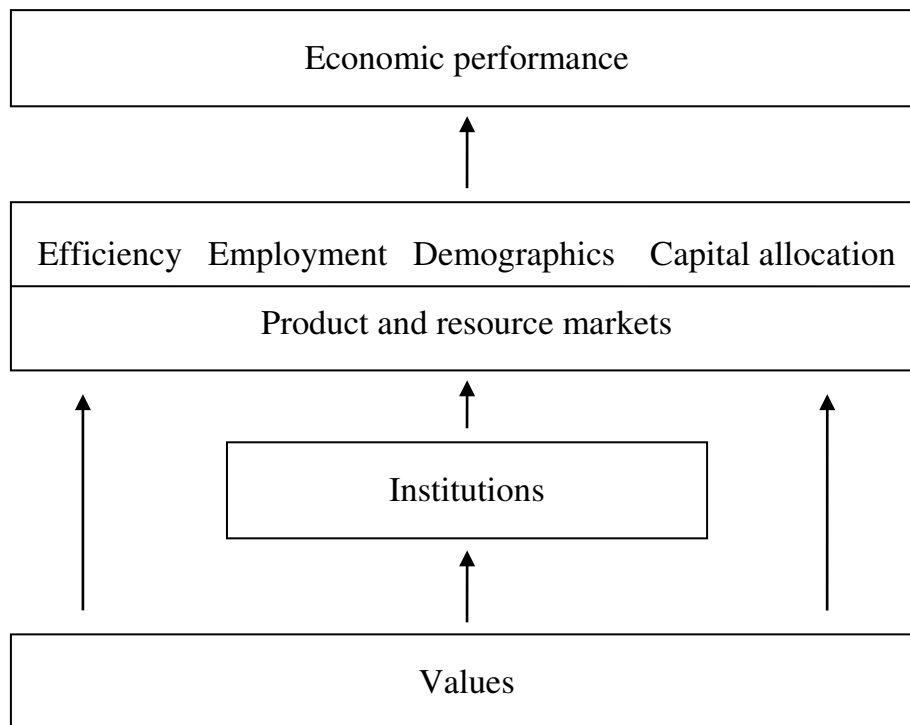 Economic performance
Efficiency Employment Demographics Capital allocation
Product and resource markets
Institutions
Values